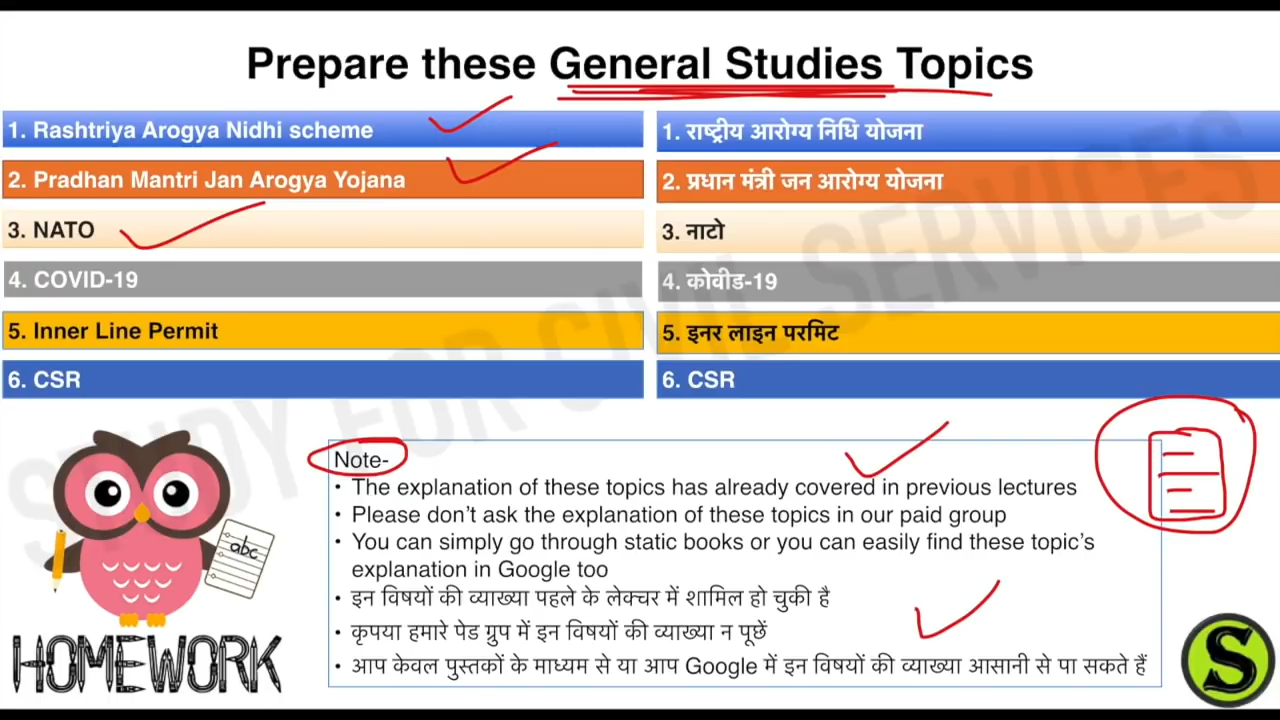 Prepare these General Studies Topics
1. Rashtriya Arogya Nidhi scheme
2. Pradhan Mantri Jan Arogya Yojana
3. NATO
4. COVID-19
5. Inner Line Permit
6. CSR
1. राष्ट्रीय आरोग्य निधि योजना
2. प्रधान मंत्री जन आरोग्य योजना
3. नाटो
4. कोवीड-19
5. इनर लाइन परमिट
6. CSR
STUDY FOR CIVIL SERVICES
abc
HOMEWORK
Note-
• The explanation of these topics has already covered in previous lectures
• Please don't ask the explanation of these topics in our paid group
• You can simply go through static books or you can easily find these topic's
explanation in Google too
• इन विषयों की व्याख्या पहले के लेक्चर में शामिल हो चुकी है
• कृपया हमारे पेड ग्रुप में इन विषयों की व्याख्या न पूछें
• आप केवल पुस्तकों के माध्यम से या आप Google में इन विषयों की व्याख्या आसानी से पा सकते हैं
S